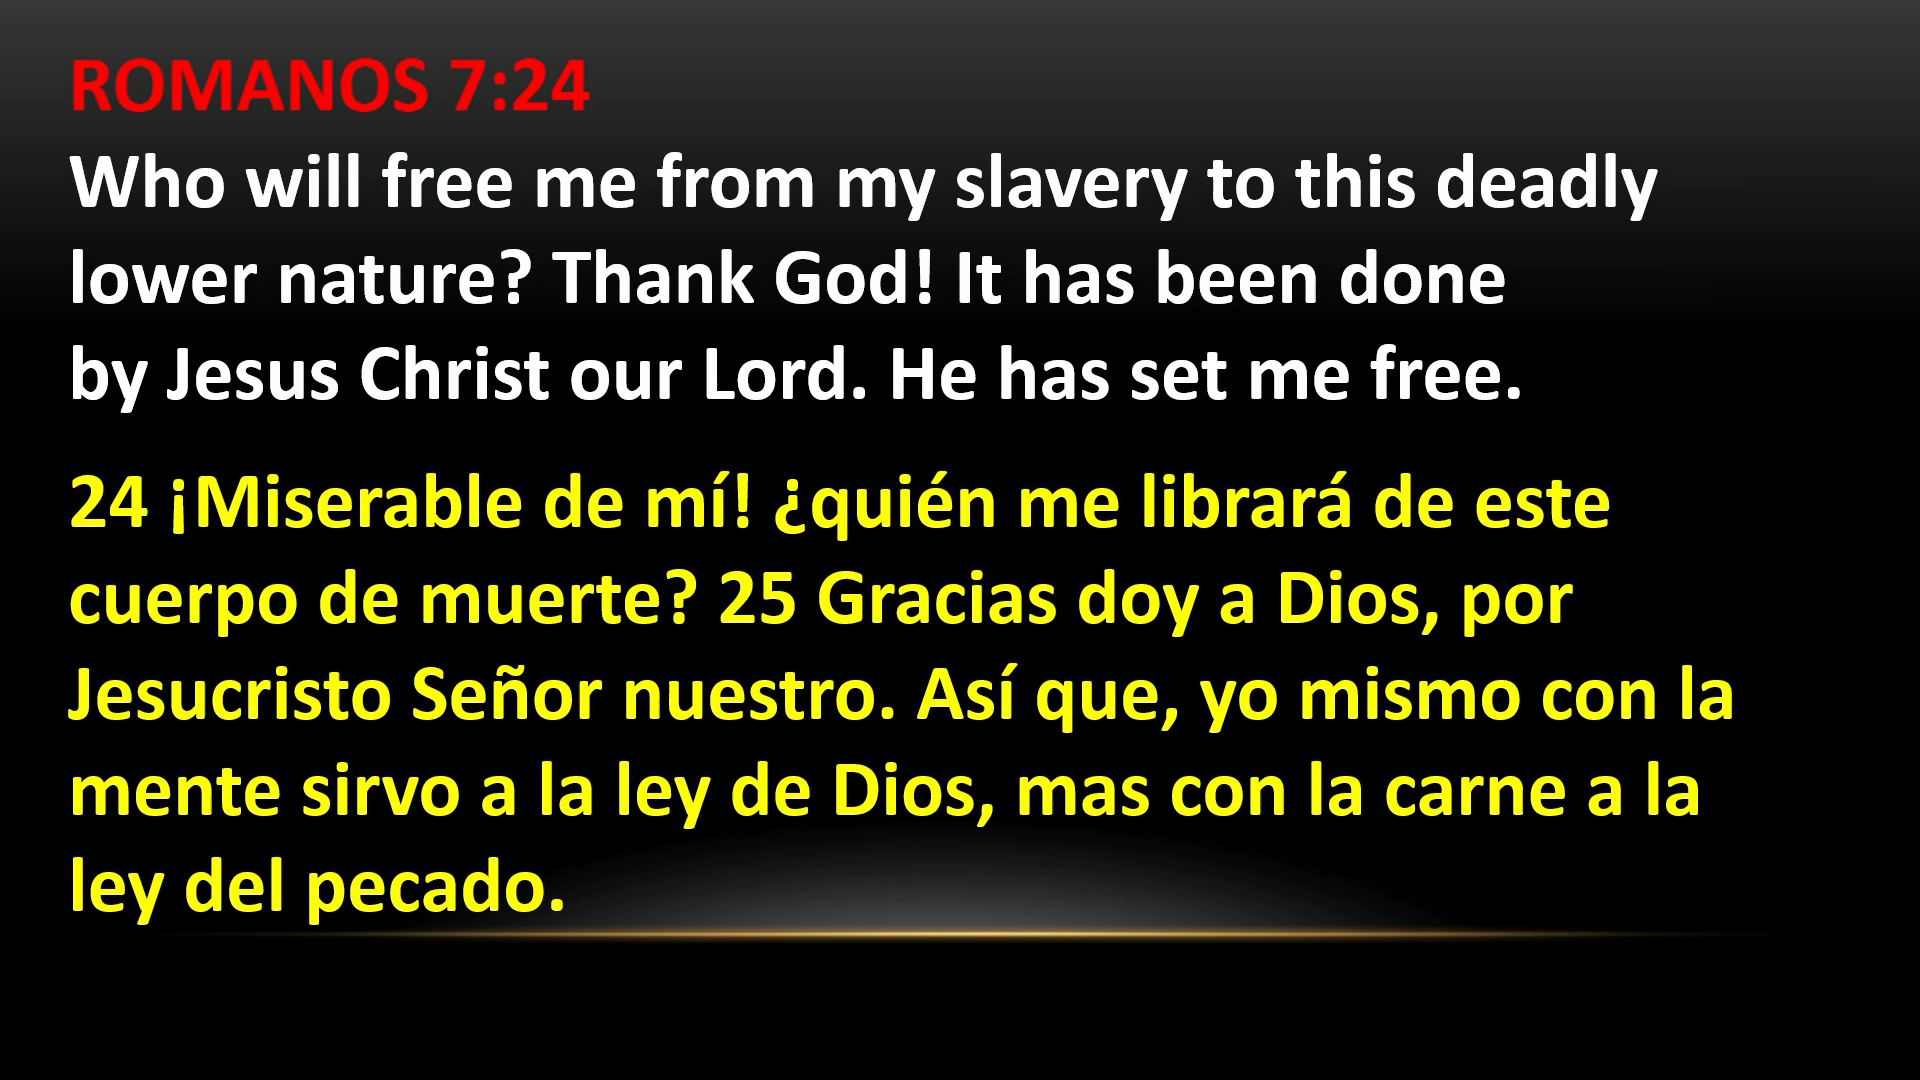 ROMANOS 7:24
Who will free me from my slavery to this deadly
lower nature? Thank God! It has been done
by Jesus Christ our Lord. He has set me free.
24 ¡Miserable de mí! ¿quién me librará de este
cuerpo de muerte? 25 Gracias doy a Dios, por
Jesucristo Señor nuestro. Así que, yo mismo con la
mente sirvo a la ley de Dios, mas con la carne a la
ley del pecado.